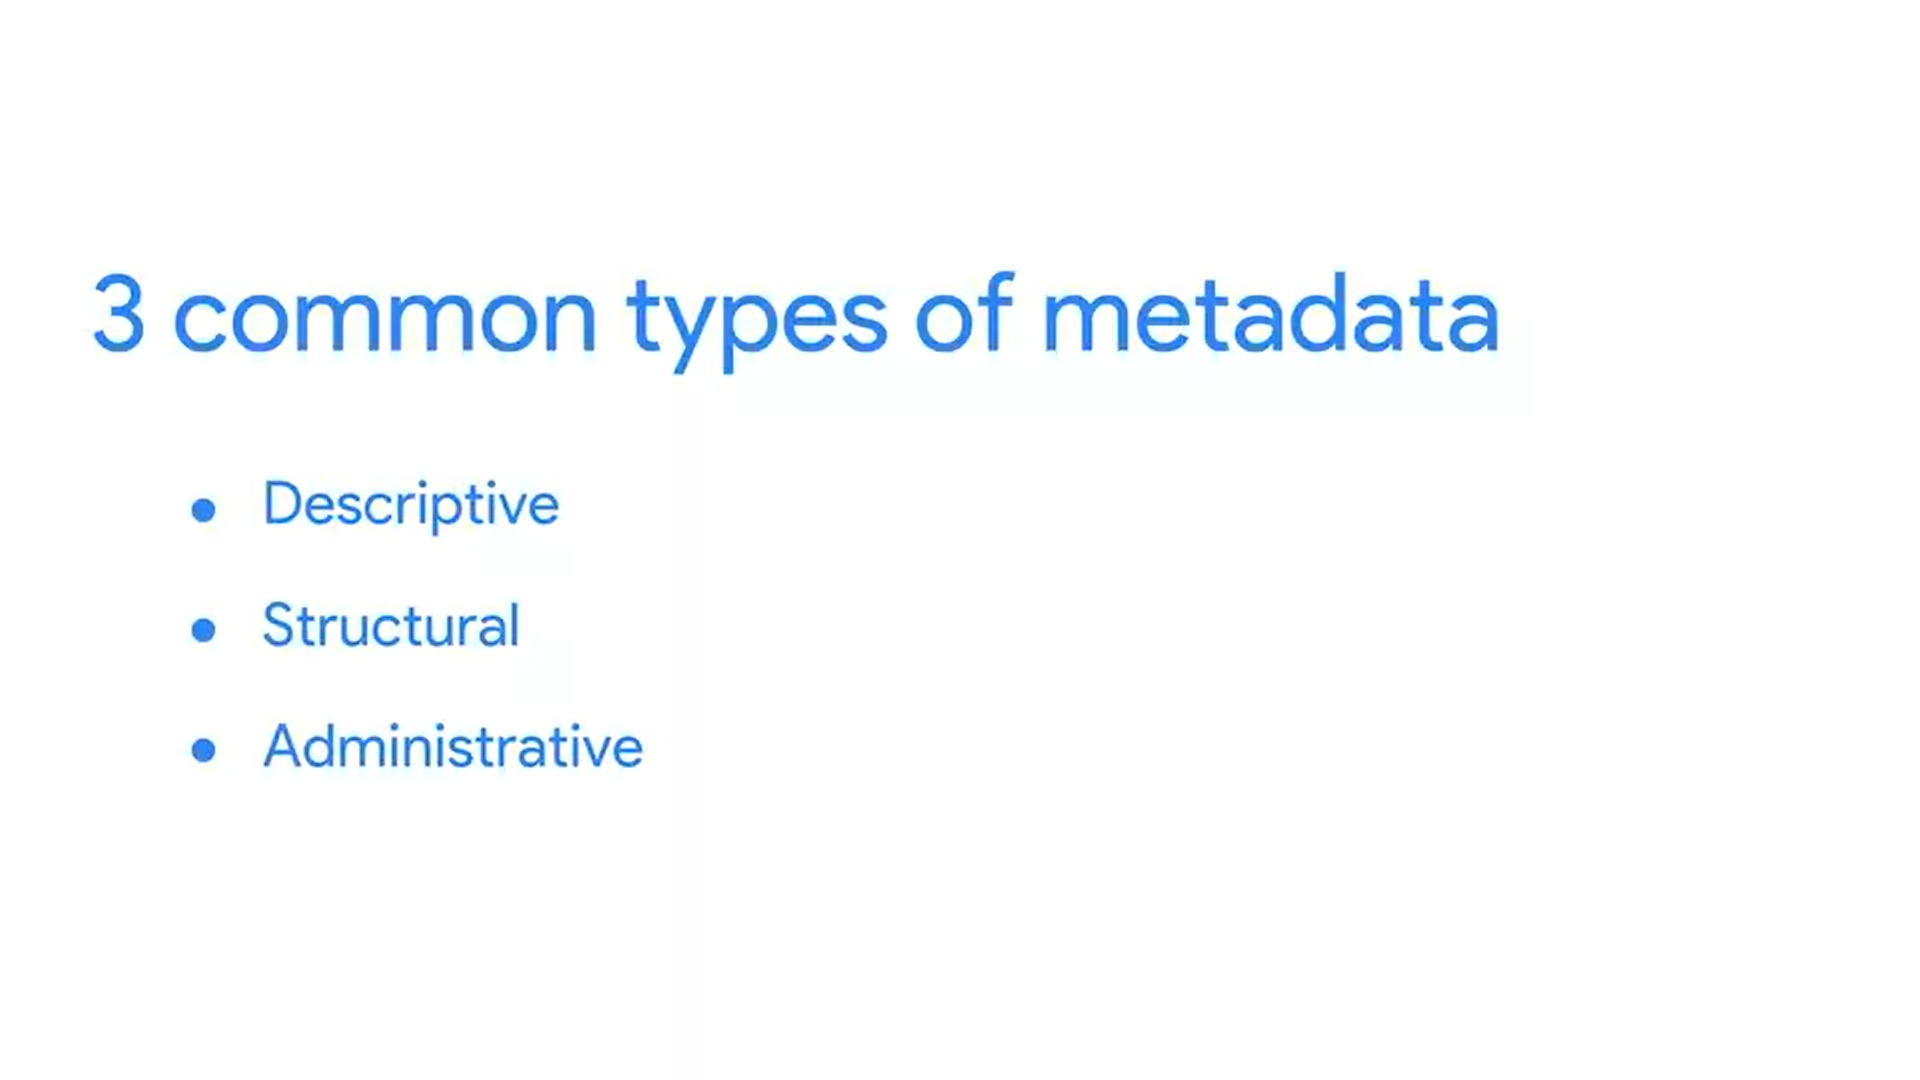 3 common types of metadata
● Descriptive
● Structural
● Administrative